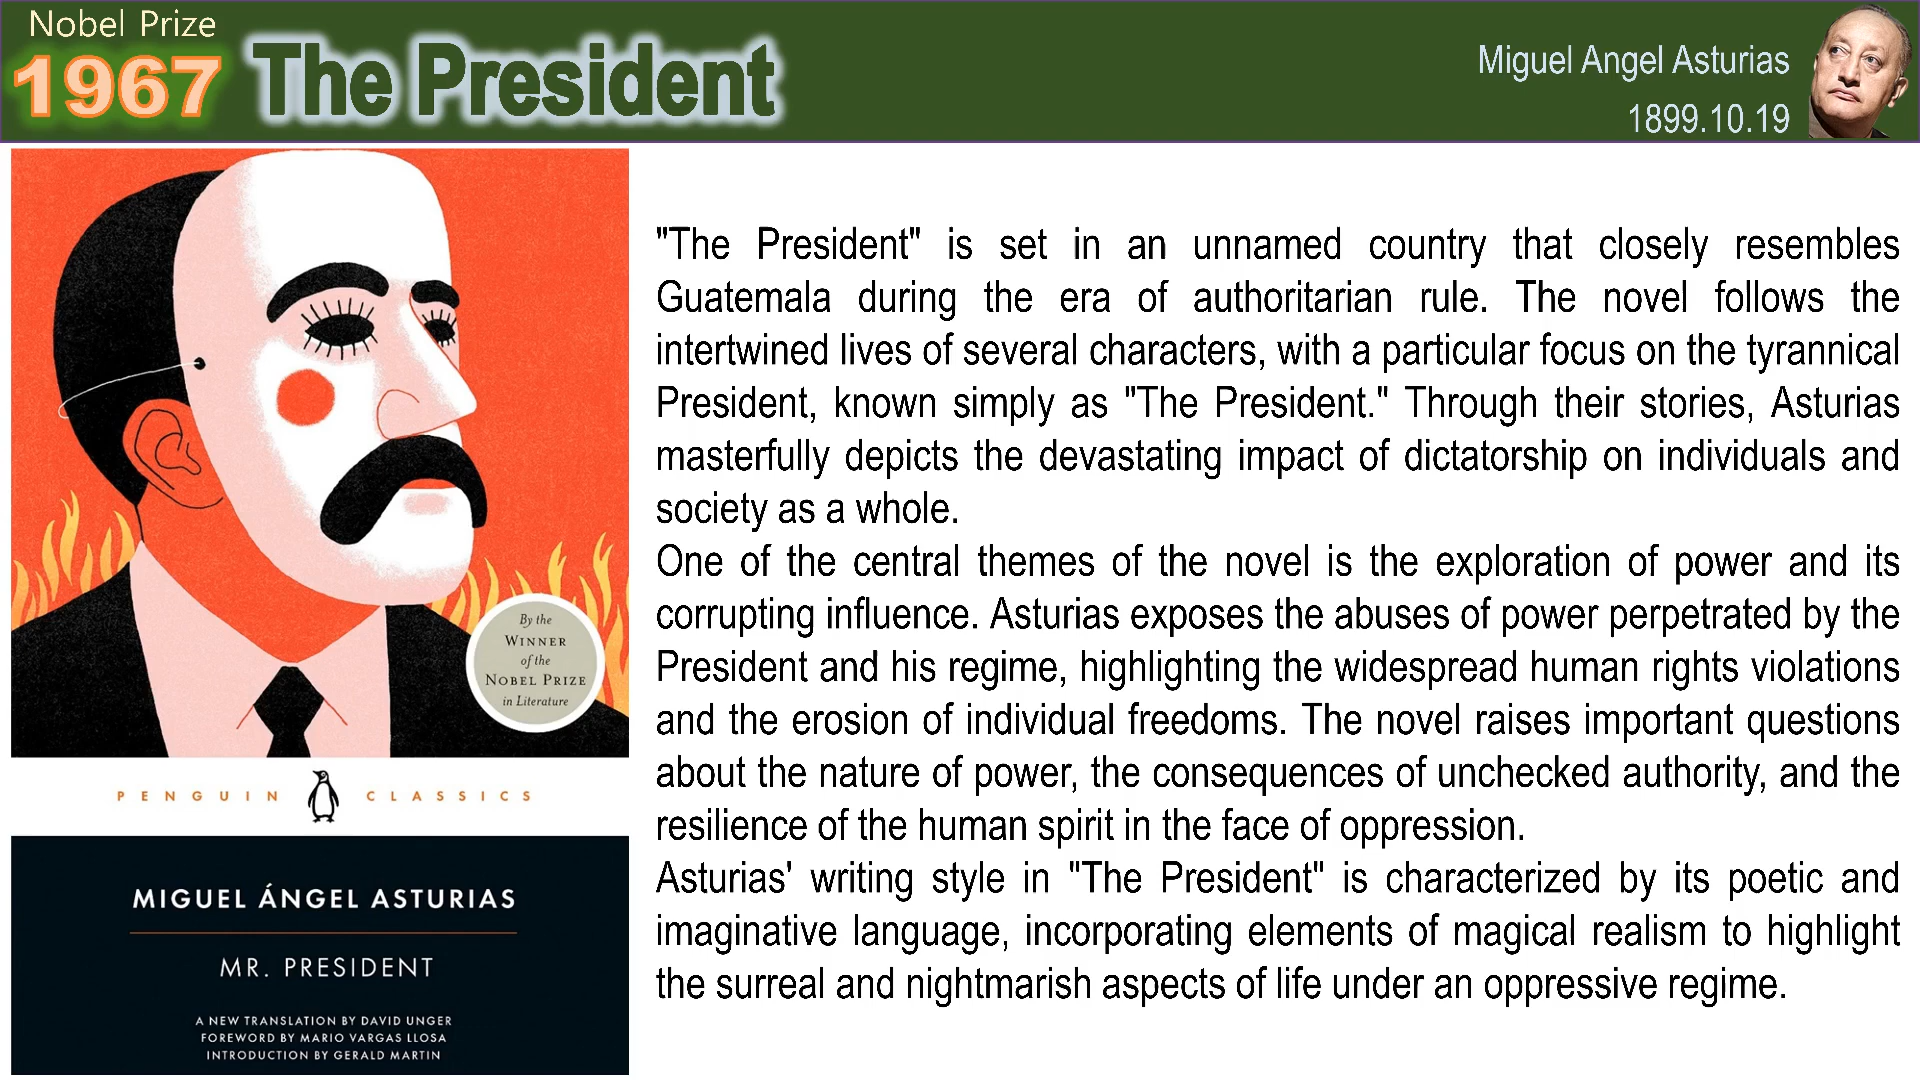 Nobel Prize
1967 The President
Miguel Angel Asturias
1899.10.19
"The President" is set in an unnamed country that closely resembles
Guatemala during the era of authoritarian rule. The novel follows the
intertwined lives of several characters, with a particular focus on the tyrannical
President, known simply as "The President." Through their stories, Asturias
masterfully depicts the devastating impact of dictatorship on individuals and
society as a whole.
One of the central themes of the novel is the exploration of power and its
corrupting influence. Asturias exposes the abuses of power perpetrated by the
President and his regime, highlighting the widespread human rights violations
and the erosion of individual freedoms. The novel raises important questions
about the nature of power, the consequences of unchecked authority, and the
resilience of the human spirit in the face of oppression.
Asturias' writing style in "The President" is characterized by its poetic and
imaginative language, incorporating elements of magical realism to highlight
the surreal and nightmarish aspects of life under an oppressive regime.
By the
WINNER
of the
NOBEL PRIZE
in Literature
PENGUIN CLASSICS
MIGUEL ÁNGEL ASTURIAS
MR. PRESIDENT
A NEW TRANSLATION BY DAVID UNGER
FOREWORD BY MARIO VARGAS LLOSA
INTRODUCTION BY GERALD MARTIN